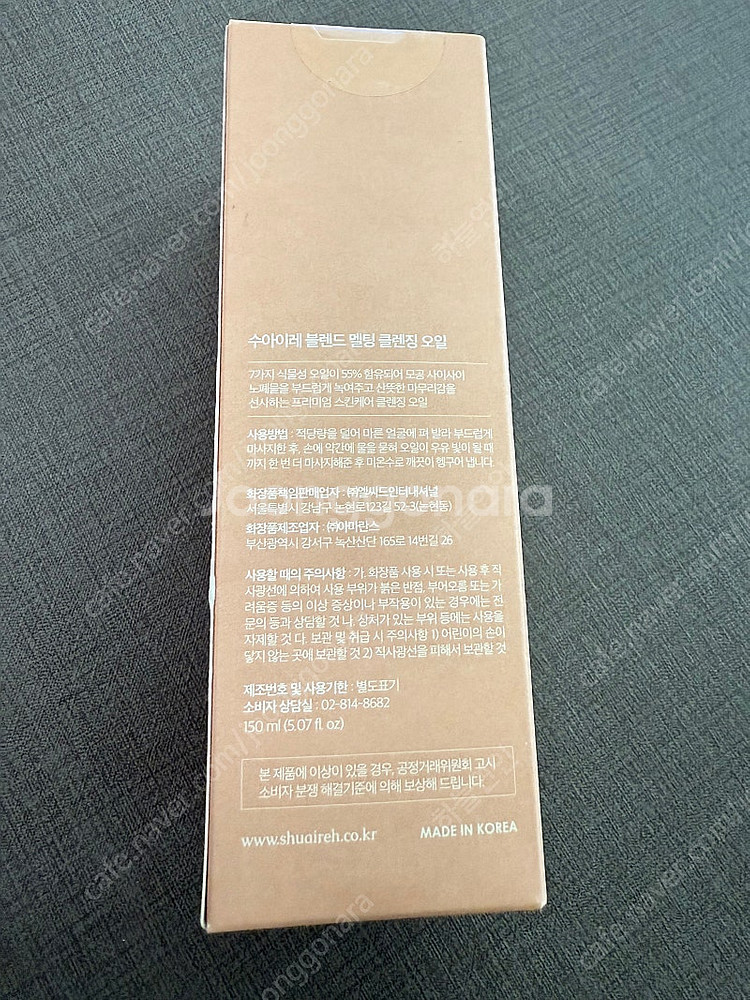 수아이레 블렌드 멜팅 클렌징 오일
7가지 식물성 오일이 55% 함유되어 모공 사이사이
노폐물을 부드럽게 녹여주고 산뜻한 마무리감을
선사하는 프리미엄 스킨케어 클렌징 오일
사용방법 : 적당량을 덜어 마른 얼굴에 펴 발라 부드럽게
마사지한 후, 손에 약간에 물을 묻혀 오일이 우유 빛이 될 때
까지 한 번 더 마사지해준 후 미온수로 깨끗이 헹구어 냅니다.
화장품책임판매업자 : ㈜엘씨드인터내셔널
서울특별시 강남구 논현로123길 52-3(논현동)
화장품제조업자 : ㈜아마란스
부산광역시 강서구 녹산산단 165로 14번길 26
사용할 때의 주의사항 : 가. 화장품 사용 시 또는 사용 후 직
사광선에 의하여 사용 부위가 붉은 반점, 부어오름 또는 가
려움증 등의 이상 증상이나 부작용이 있는 경우에는 전
문의 등과 상담할 것 나. 상처가 있는 부위 등에는 사용을
자제할 것 다. 보관 및 취급 시 주의사항 1) 어린이의 손이
닿지 않는 곳에 보관할 것 2) 직사광선을 피해서 보관할 것
제조번호 및 사용기한 : 별도표기
소비자 상담실 : 02-814-8682
150 ml (5.07 fl. oz)
본 제품에 이상이 있을 경우, 공정거래위원회 고시
소비자 분쟁 해결기준에 의해 보상해 드립니다.
www.shuaireh.co.kr
MADE IN KOREA
Joonggonara
cafe.naver.com/joonggonara